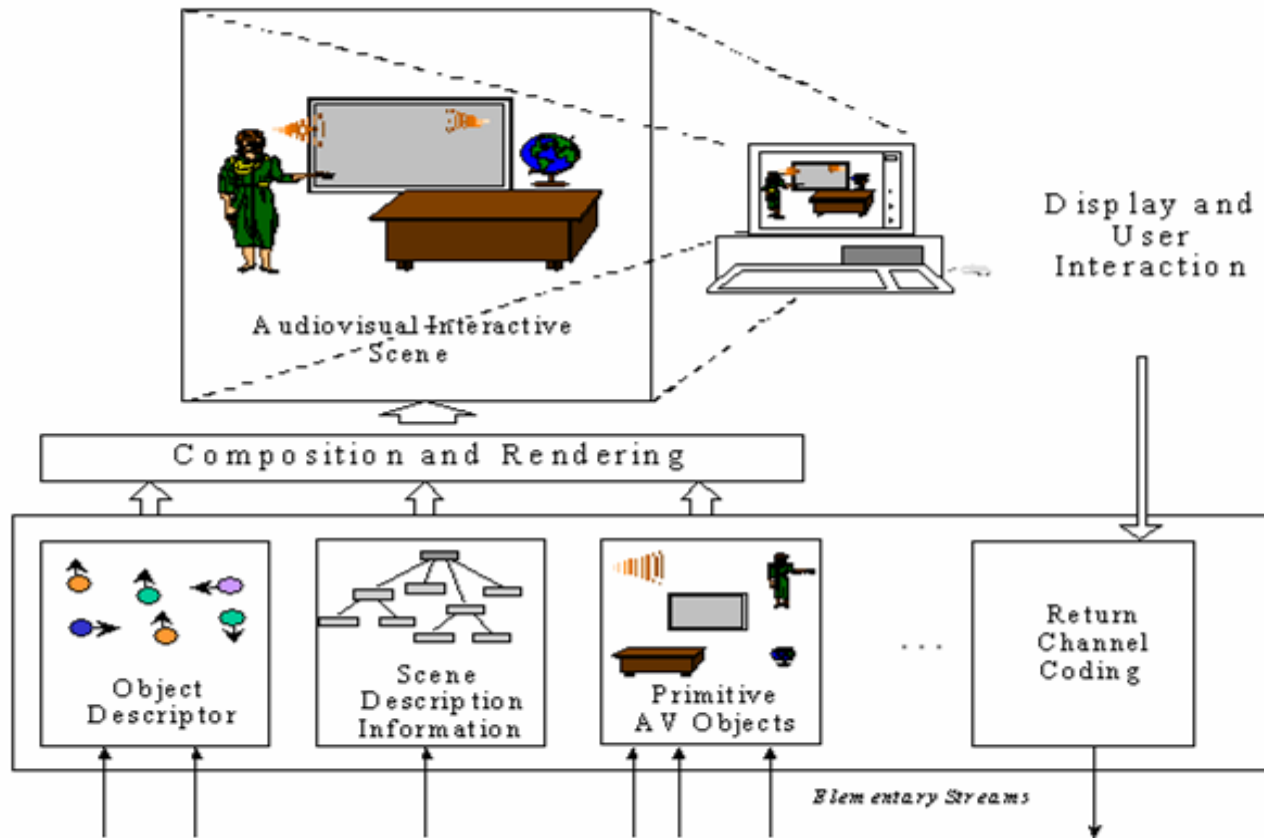 Display and
User
Interaction
Audiovisual Interactive
Scene
Composition and Rendering
Object
Descriptor
Scene
Description
Information
Primitive
AV Objects
...
Return
Channel
Coding
Elementary Streams